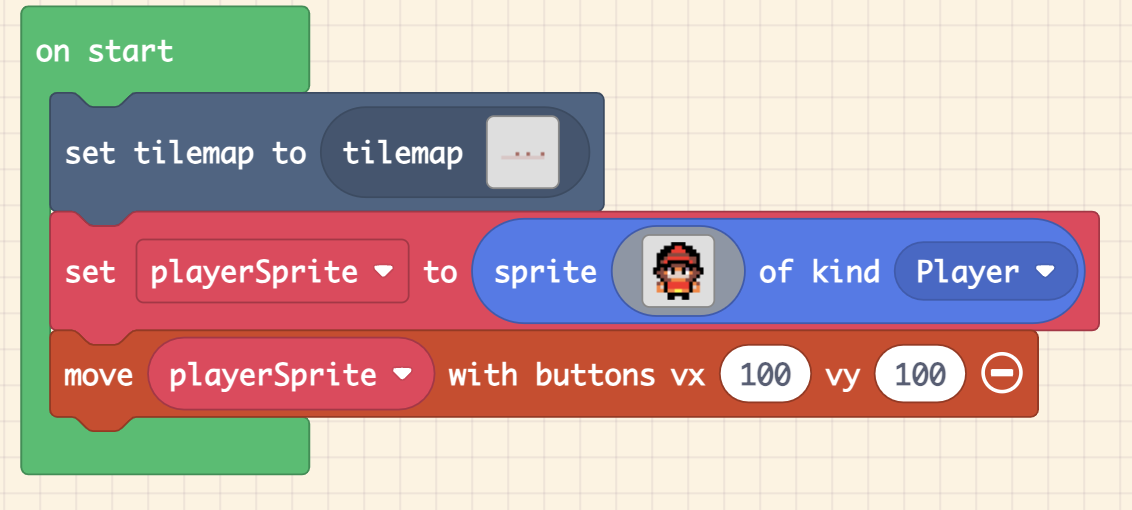 on start
set tilemap to tilemap
set playerSprite to sprite of kind Player
move playerSprite with buttons vx 100 vy 100